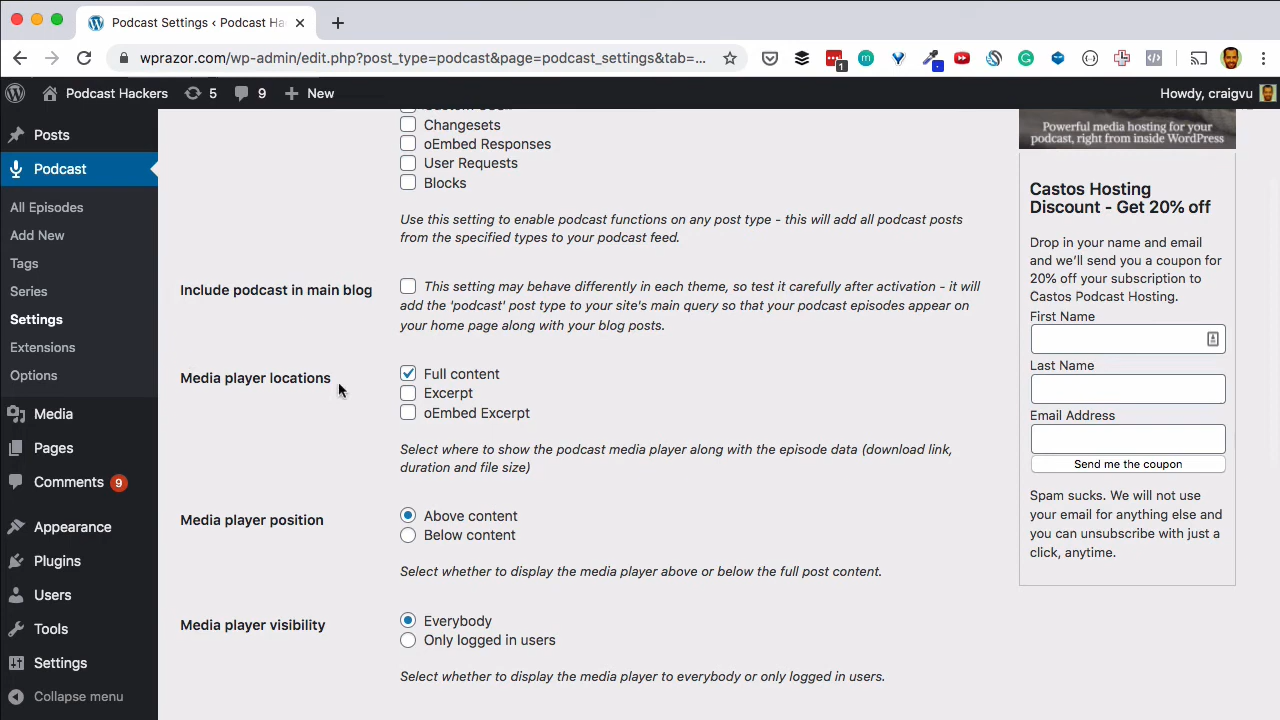 Podcast Settings ‹ Podcast Ha
wprazor.com/wp-admin/edit.php?post_type=podcast&page=podcast_settings&tab=...
1
Podcast Hackers
5
9
New
Howdy, craigvu
Posts
Podcast
All Episodes
Add New
Tags
Series
Settings
Extensions
Options
Media
Pages
Comments 9
Appearance
Plugins
Users
Tools
Settings
Collapse menu
Changesets
oEmbed Responses
User Requests
Blocks
Use this setting to enable podcast functions on any post type - this will add all podcast posts
from the specified types to your podcast feed.
Include podcast in main blog
This setting may behave differently in each theme, so test it carefully after activation - it will
add the 'podcast' post type to your site's main query so that your podcast episodes appear on
your home page along with your blog posts.
Media player locations
Full content
Excerpt
oEmbed Excerpt
Select where to show the podcast media player along with the episode data (download link,
duration and file size)
Media player position
Above content
Below content
Select whether to display the media player above or below the full post content.
Media player visibility
Everybody
Only logged in users
Select whether to display the media player to everybody or only logged in users.
Powerful media hosting for your
podcast, right from inside WordPress
Castos Hosting
Discount - Get 20% off
Drop in your name and email
and we'll send you a coupon for
20% off your subscription to
Castos Podcast Hosting.
First Name
Last Name
Email Address
Send me the coupon
Spam sucks. We will not use
your email for anything else and
you can unsubscribe with just a
click, anytime.